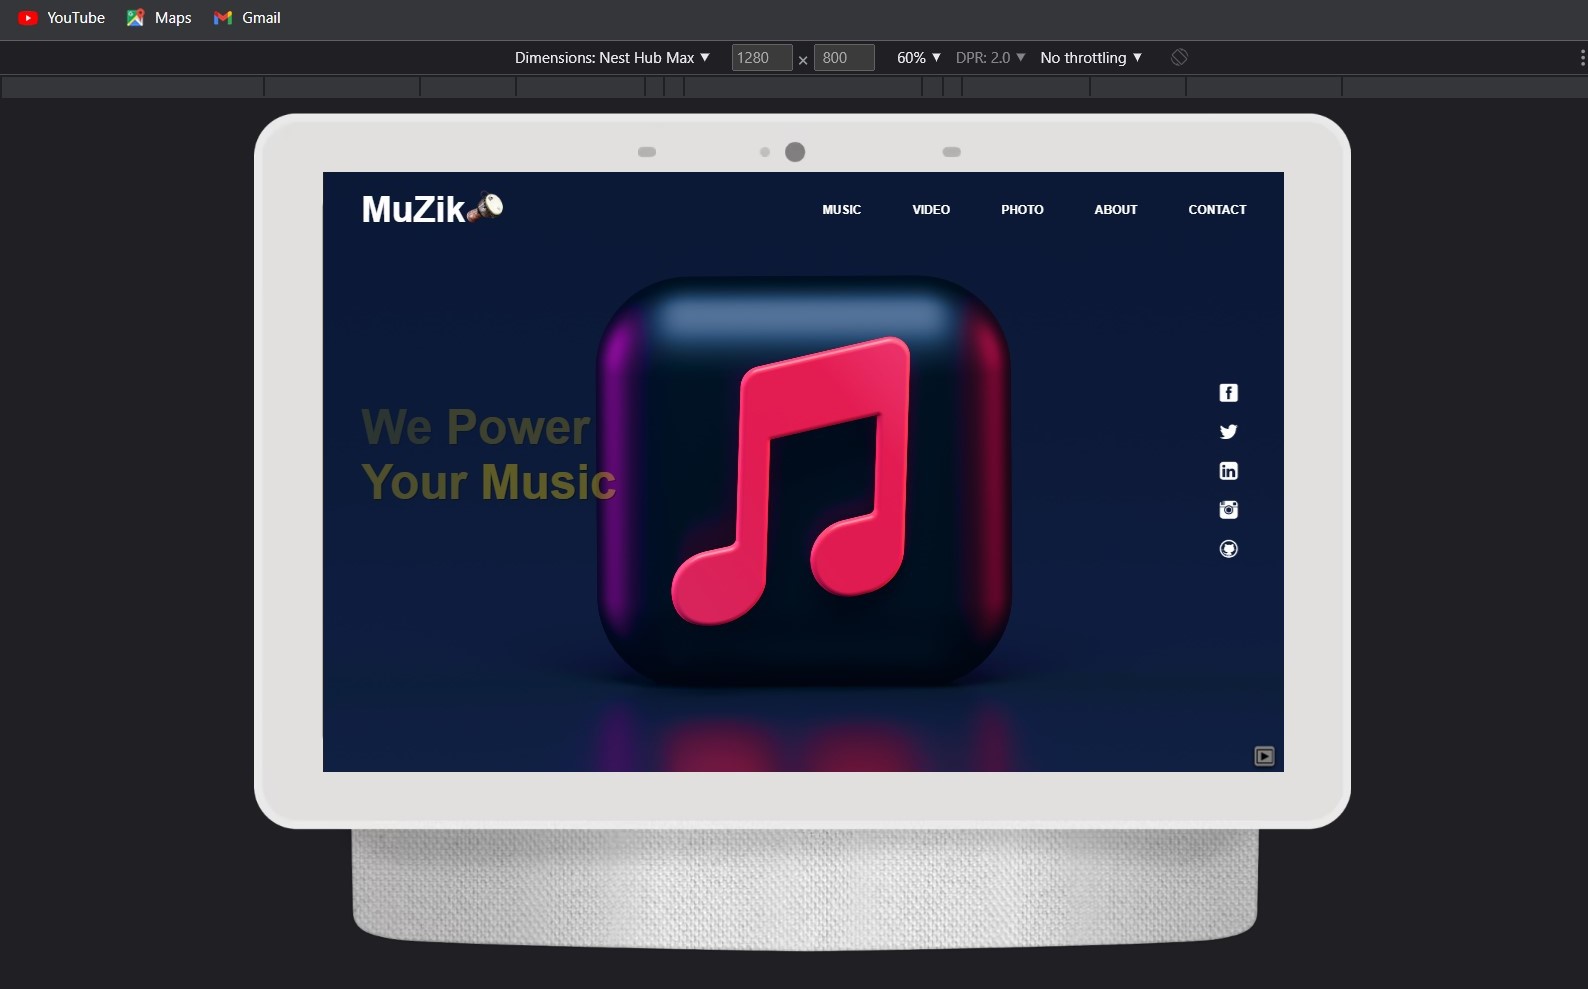 YouTube Maps Gmail
Dimensions: Nest Hub Max 1280 × 800 60% DPR: 2.0 No throttling
MuZik MUSIC VIDEO PHOTO ABOUT CONTACT
We Power
Your Music